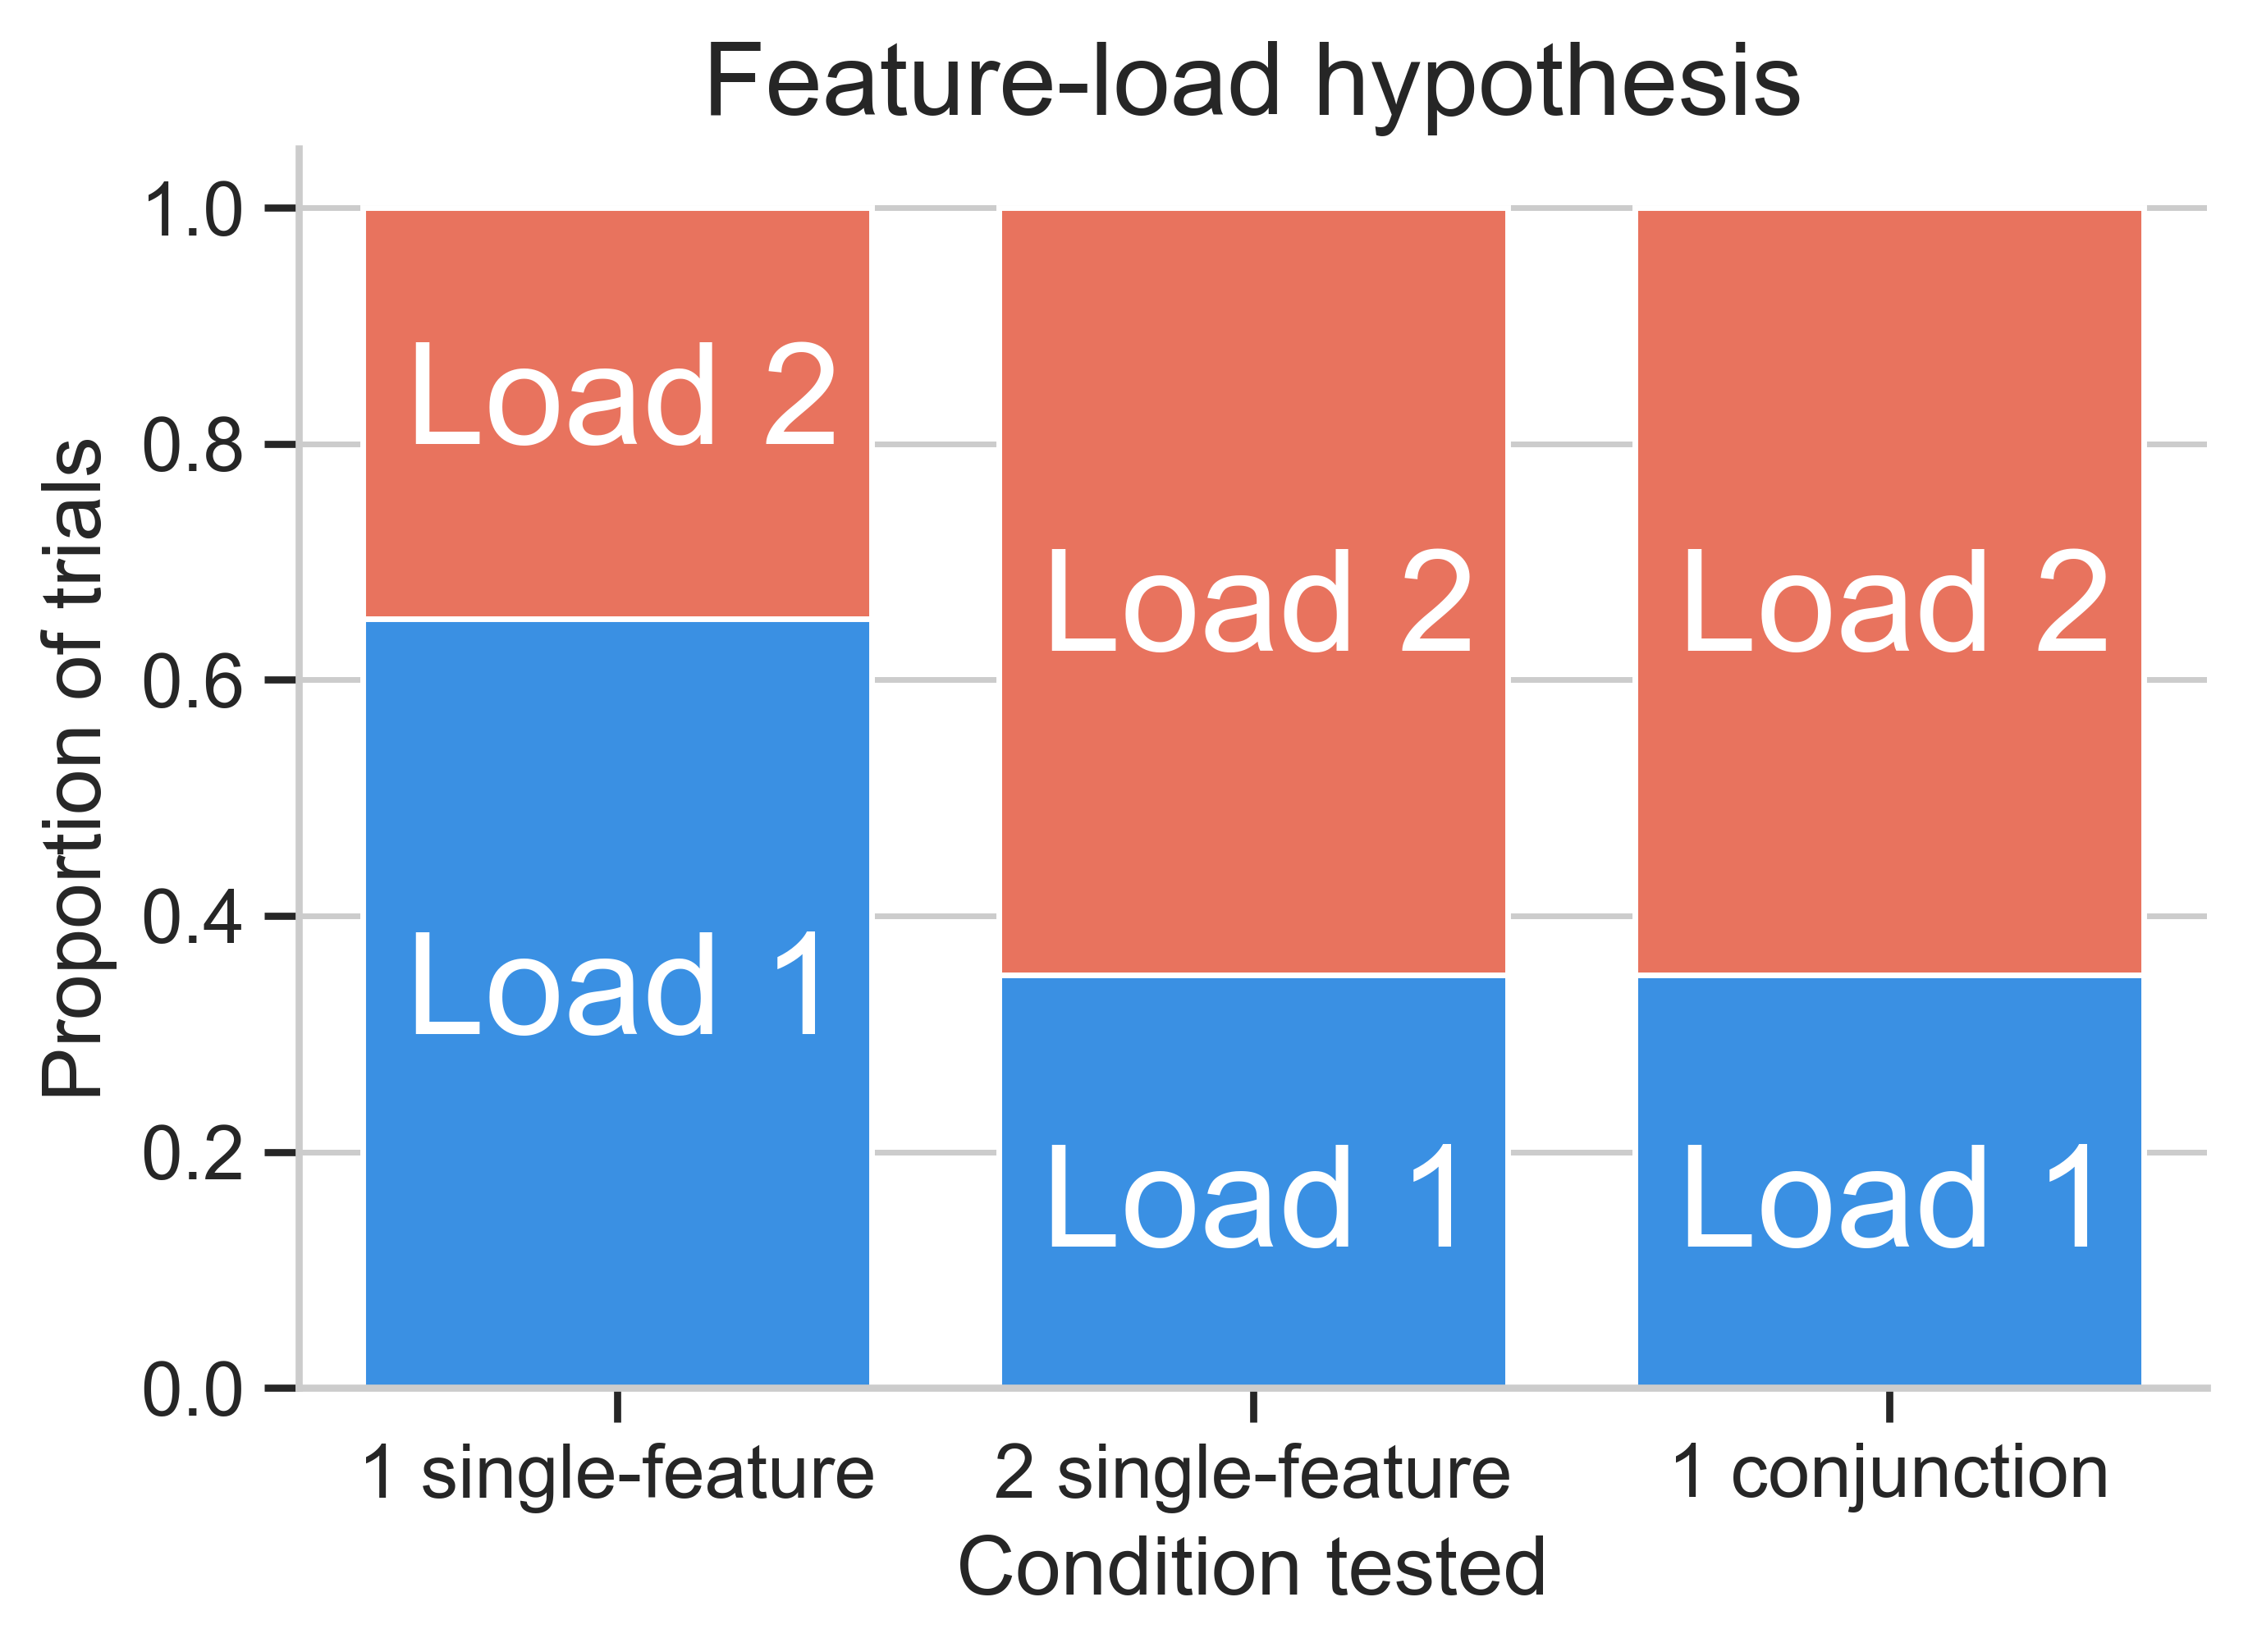 Feature-load hypothesis
Proportion of trials
1.0
0.8
0.6
0.4
0.2
0.0
Load 2
Load 1
Load 2
Load 1
Load 2
Load 1
1 single-feature
2 single-feature
1 conjunction
Condition tested